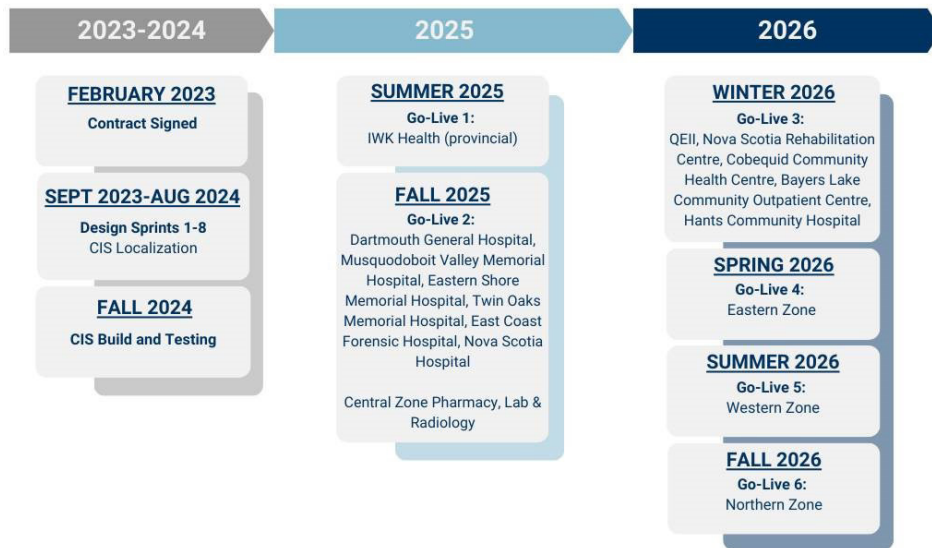 2023-2024
FEBRUARY 2023
Contract Signed
SEPT 2023-AUG 2024
Design Sprints 1-8
CIS Localization
FALL 2024
CIS Build and Testing
2025
SUMMER 2025
Go-Live 1:
IWK Health (provincial)
FALL 2025
Go-Live 2:
Dartmouth General Hospital,
Musquodoboit Valley Memorial
Hospital, Eastern Shore
Memorial Hospital, Twin Oaks
Memorial Hospital, East Coast
Forensic Hospital, Nova Scotia
Hospital
Central Zone Pharmacy, Lab &
Radiology
2026
WINTER 2026
Go-Live 3:
QEII, Nova Scotia Rehabilitation
Centre, Cobequid Community
Health Centre, Bayers Lake
Community Outpatient Centre,
Hants Community Hospital
SPRING 2026
Go-Live 4:
Eastern Zone
SUMMER 2026
Go-Live 5:
Western Zone
FALL 2026
Go-Live 6:
Northern Zone